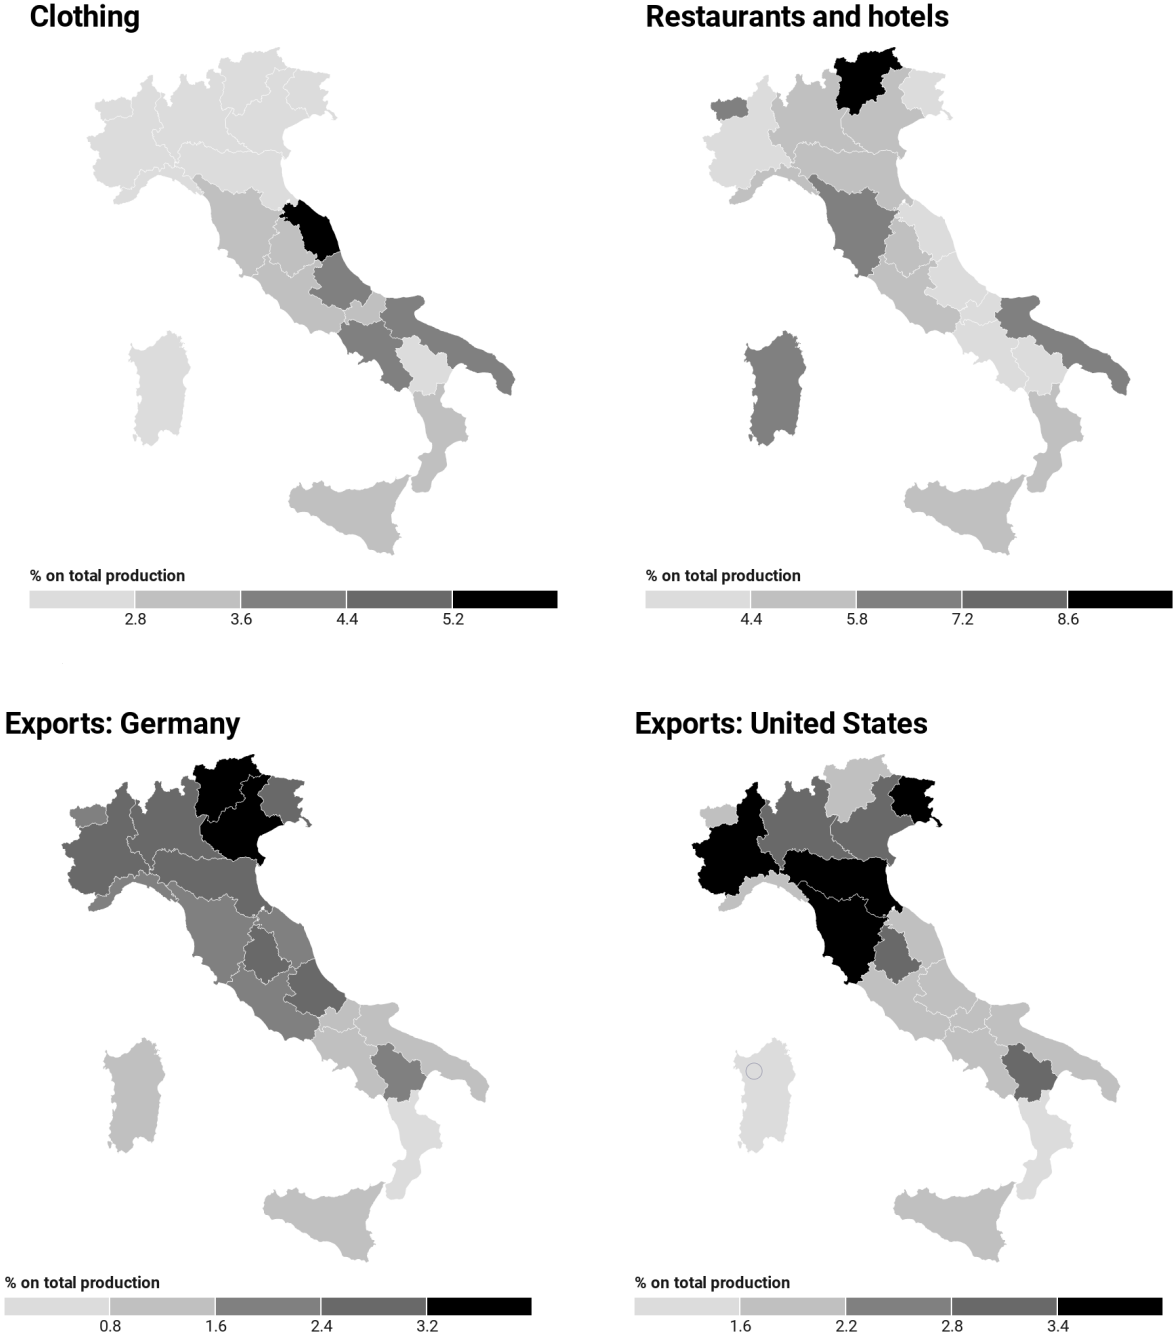 Clothing
Restaurants and hotels
% on total production
2.8 3.6 4.4 5.2
% on total production
4.4 5.8 7.2 8.6
Exports: Germany
Exports: United States
% on total production
0.8 1.6 2.4 3.2
% on total production
1.6 2.2 2.8 3.4